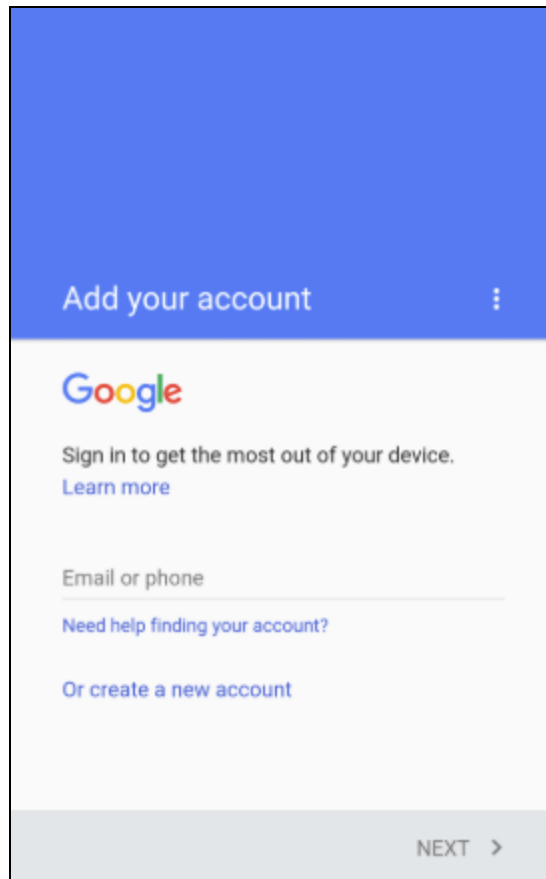 Add your account
Google
Sign in to get the most out of your device.
Learn more
Email or phone
Need help finding your account?
Or create a new account
NEXT